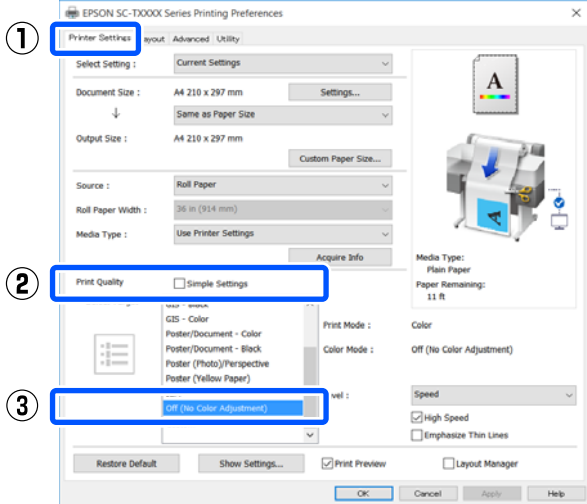 EPSON SC-TXXXX Series Printing Preferences
1
Printer Settings ayout Advanced Utility
Select Setting : Current Settings
Document Size : A4 210 x 297 mm Settings...
Same as Paper Size
Output Size : A4 210 x 297 mm
Custom Paper Size...
A
Source : Roll Paper
Roll Paper Width : 36 in (914 mm)
Media Type : Use Printer Settings
Acquire Info
Media Type:
Plain Paper
Paper Remaining:
11 ft
2
Print Quality Simple Settings
GIS - Color
Poster/Document - Color
Poster/Document - Black
Poster (Photo)/Perspective
Poster (Yellow Paper)
3
Off (No Color Adjustment)
Print Mode : Color
Color Mode : Off (No Color Adjustment)
Speed
High Speed
Emphasize Thin Lines
Restore Default Show Settings... Print Preview Layout Manager
OK Cancel Apply Help